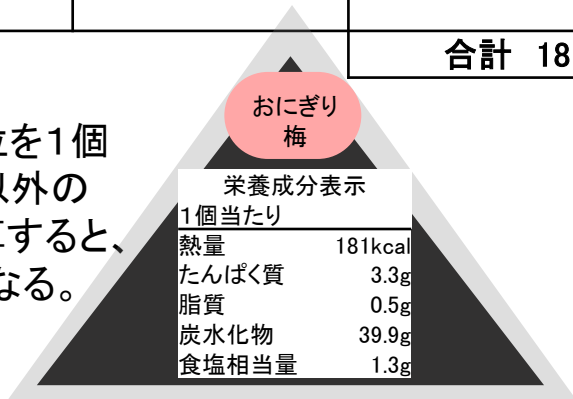 合計 18
おにぎり
梅
位を1個
以外の
算すると、
なる。
栄養成分表示
1個当たり
熱量 181kcal
たんぱく質 3.3g
脂質 0.5g
炭水化物 39.9g
食塩相当量 1.3g